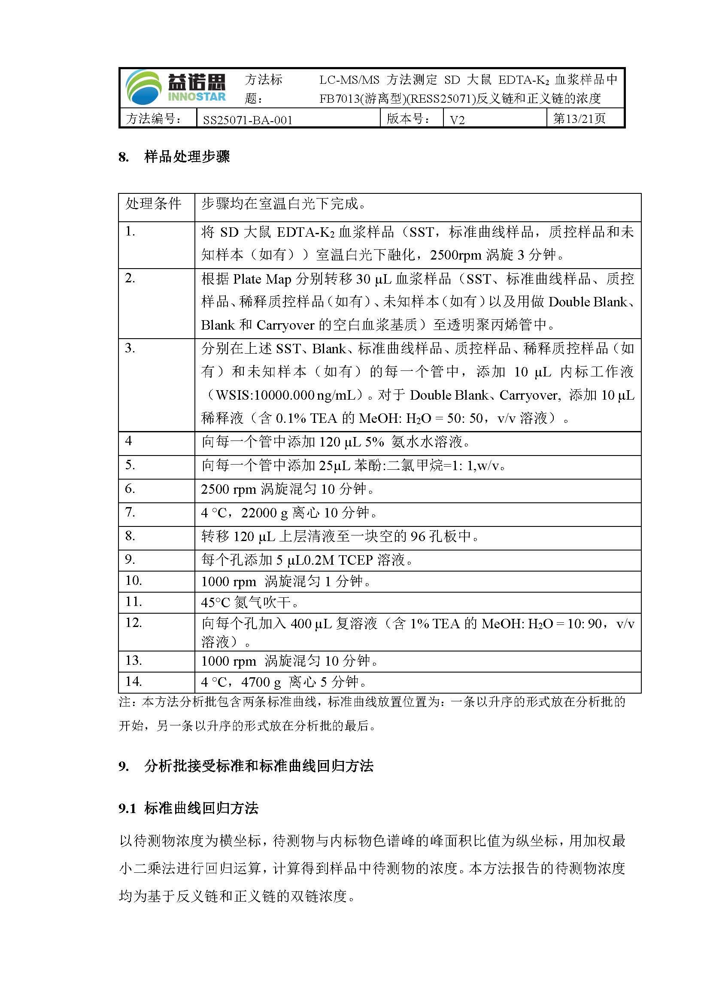 益诺思
INNOSTAR
方法标题：
LC-MS/MS 方法测定 SD 大鼠 EDTA-K₂ 血浆样品中
FB7013(游离型)(RESS25071)反义链和正义链的浓度
方法编号： SS25071-BA-001 版本号： V2 第13/21页
8. 样品处理步骤
处理条件 步骤均在室温白光下完成。
1. 将 SD 大鼠 EDTA-K₂ 血浆样品（SST，标准曲线样品，质控样品和未
知样本（如有））室温白光下融化，2500rpm 涡旋 3 分钟。
2. 根据 Plate Map 分别转移 30 µL 血浆样品（SST、标准曲线样品、质控
样品、稀释质控样品（如有）、未知样本（如有）以及用做 Double Blank、
Blank 和 Carryover 的空白血浆基质）至透明聚丙烯管中。
3. 分别在上述 SST、Blank、标准曲线样品、质控样品、稀释质控样品（如
有）和未知样本（如有）的每一个管中，添加 10 µL 内标工作液
（WSIS:10000.000 ng/mL）。对于 Double Blank、Carryover, 添加 10 µL
稀释液（含 0.1% TEA 的 MeOH: H₂O = 50: 50，v/v 溶液）。
4 向每一个管中添加 120 µL 5% 氨水水溶液。
5. 向每一个管中添加 25µL 苯酚:二氯甲烷=1: 1,w/v。
6. 2500 rpm 涡旋混匀 10 分钟。
7. 4 °C，22000 g 离心 10 分钟。
8. 转移 120 µL 上层清液至一块空的 96 孔板中。
9. 每个孔添加 5 µL0.2M TCEP 溶液。
10. 1000 rpm 涡旋混匀 1 分钟。
11. 45°C 氮气吹干。
12. 向每个孔加入 400 µL 复溶液（含 1% TEA 的 MeOH: H₂O = 10: 90，v/v
溶液）。
13. 1000 rpm 涡旋混匀 10 分钟。
14. 4 °C，4700 g 离心 5 分钟。
注：本方法分析批包含两条标准曲线，标准曲线放置位置为：一条以升序的形式放在分析批的
开始，另一条以升序的形式放在分析批的最后。
9. 分析批接受标准和标准曲线回归方法
9.1 标准曲线回归方法
以待测物浓度为横坐标，待测物与内标物色谱峰的峰面积比值为纵坐标，用加权最
小二乘法进行回归运算，计算得到样品中待测物的浓度。本方法报告的待测物浓度
均为基于反义链和正义链的双链浓度。